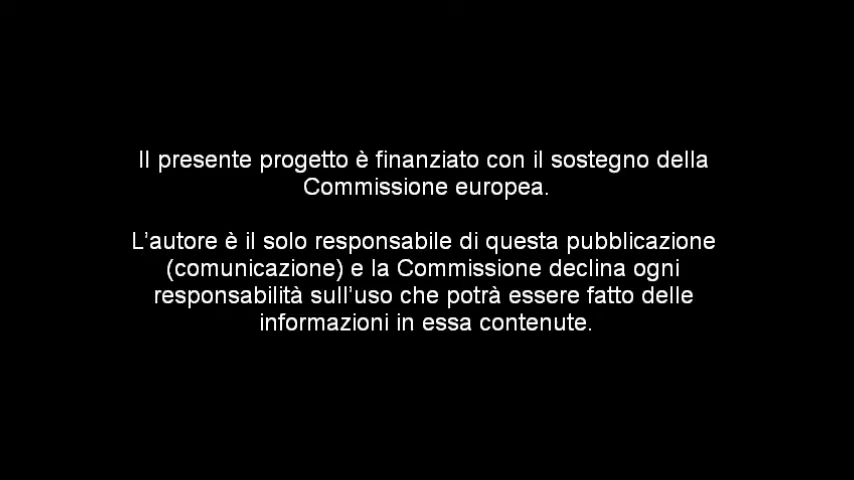 Il presente progetto è finanziato con il sostegno della
Commissione europea.
L’autore è il solo responsabile di questa pubblicazione
(comunicazione) e la Commissione declina ogni
responsabilità sull’uso che potrà essere fatto delle
informazioni in essa contenute.